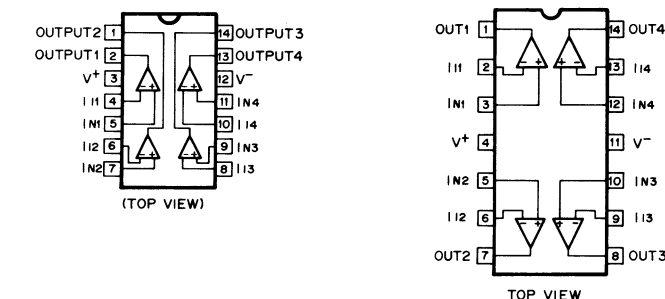 OUTPUT2 1 14 OUTPUT3
OUTPUT1 2 13 OUTPUT4
V+ 3 12 V-
II1 4 11 IN4
IN1 5 10 II4
II2 6 9 IN3
IN2 7 8 II3
- + - +
- + - +
(TOP VIEW)
OUT1 1 14 OUT4
- + + -
II1 2 13 II4
IN1 3 12 IN4
V+ 4 11 V-
IN2 5 10 IN3
II2 6 9 II3
- + + -
OUT2 7 8 OUT3
TOP VIEW